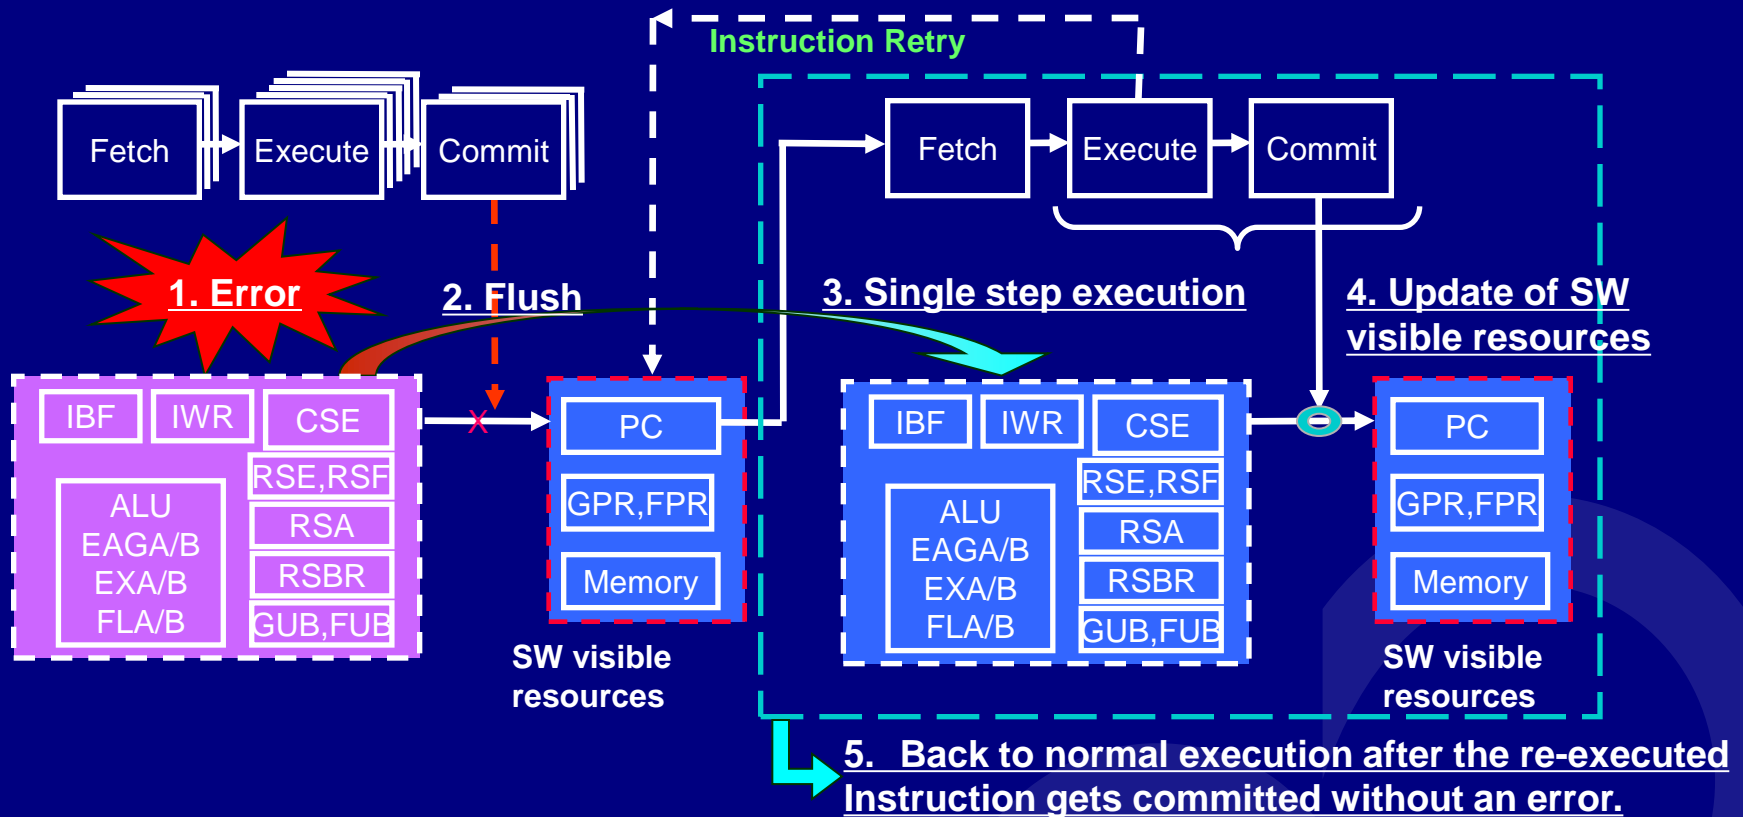 Instruction Retry
Fetch
Execute
Commit
Fetch
Execute
Commit
1. Error
2. Flush
3. Single step execution
4. Update of SW
visible resources
IBF
IWR
CSE
RSE,RSF
RSA
RSBR
GUB,FUB
ALU
EAGA/B
EXA/B
FLA/B
X
PC
GPR,FPR
Memory
SW visible
resources
IBF
IWR
CSE
RSE,RSF
RSA
RSBR
GUB,FUB
ALU
EAGA/B
EXA/B
FLA/B
PC
GPR,FPR
Memory
SW visible
resources
5. Back to normal execution after the re-executed
Instruction gets committed without an error.